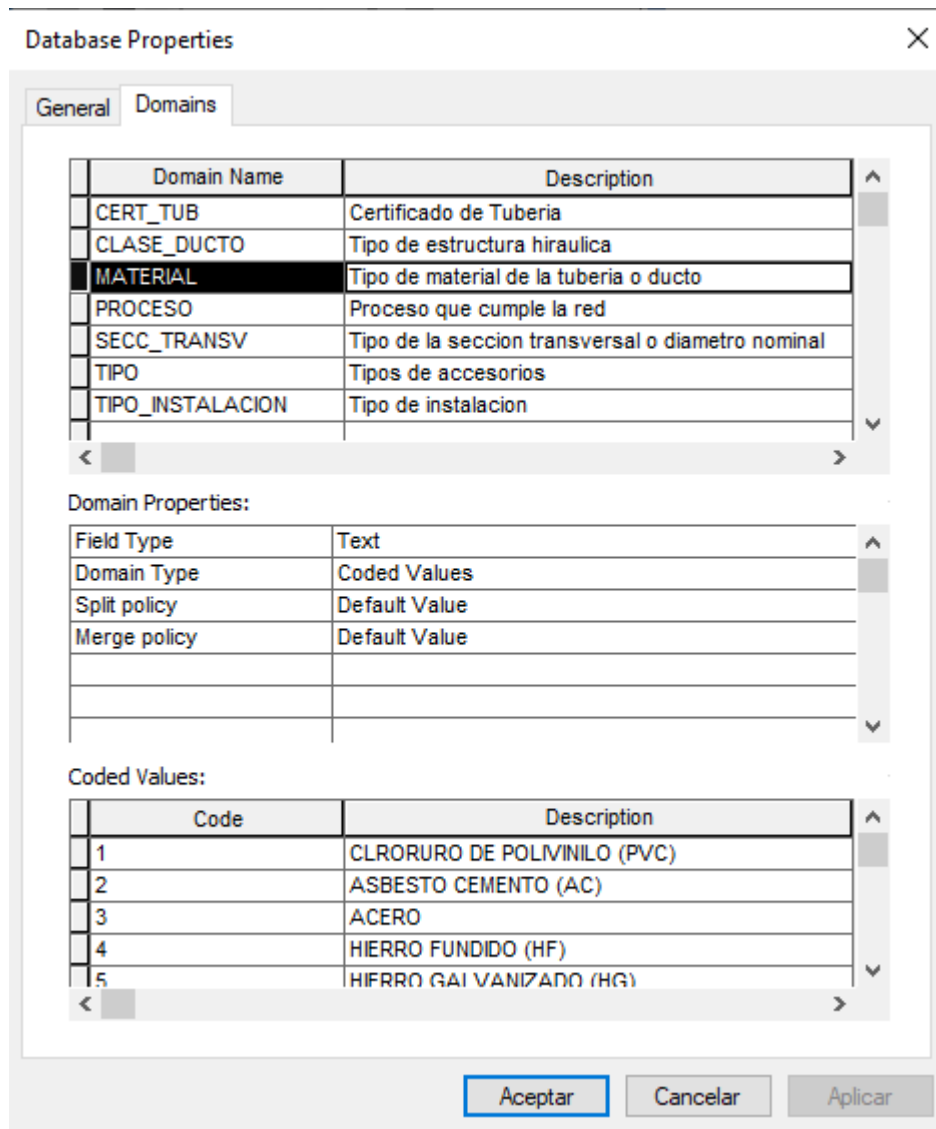 Database Properties
General Domains
Domain Name Description
CERT_TUB Certificado de Tuberia
CLASE_DUCTO Tipo de estructura hiraulica
MATERIAL Tipo de material de la tuberia o ducto
PROCESO Proceso que cumple la red
SECC_TRANSV Tipo de la seccion transversal o diametro nominal
TIPO Tipos de accesorios
TIPO_INSTALACION Tipo de instalacion
Domain Properties:
Field Type Text
Domain Type Coded Values
Split policy Default Value
Merge policy Default Value
Coded Values:
Code Description
1 CLRORURO DE POLIVINILO (PVC)
2 ASBESTO CEMENTO (AC)
3 ACERO
4 HIERRO FUNDIDO (HF)
5 HIERRO GALVANIZADO (HG)
Aceptar Cancelar Aplicar